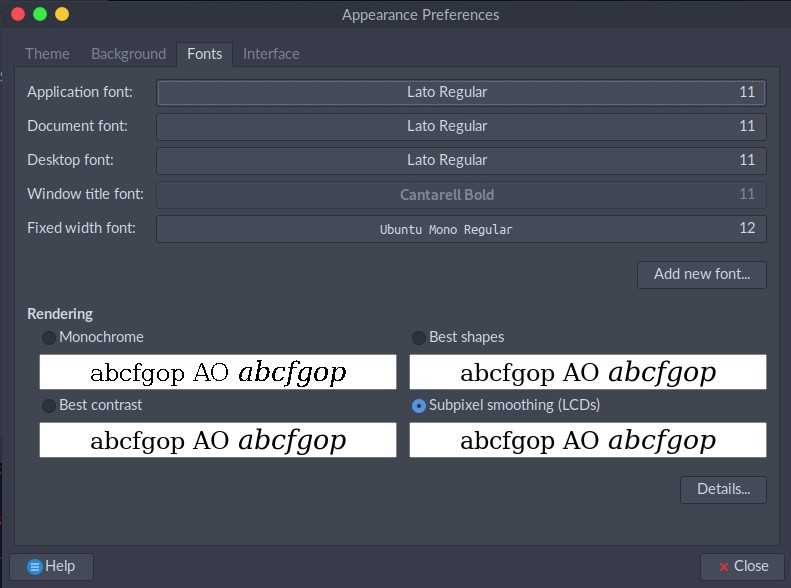 Appearance Preferences
Theme Background Fonts Interface
Application font: Lato Regular 11
Document font: Lato Regular 11
Desktop font: Lato Regular 11
Window title font: Cantarell Bold 11
Fixed width font: Ubuntu Mono Regular 12
Add new font...
Rendering
Monochrome Best shapes
abcfgop AO abcfgop abcfgop AO abcfgop
Best contrast Subpixel smoothing (LCDs)
abcfgop AO abcfgop abcfgop AO abcfgop
Details...
Help Close